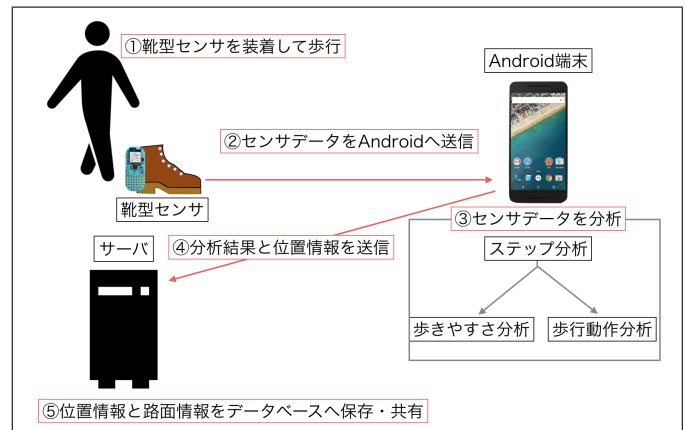 ①靴型センサを装着して歩行
Android端末
②センサデータをAndroidへ送信
靴型センサ
③センサデータを分析
サーバ
④分析結果と位置情報を送信
ステップ分析
歩きやすさ分析
歩行動作分析
⑤位置情報と路面情報をデータベースへ保存・共有